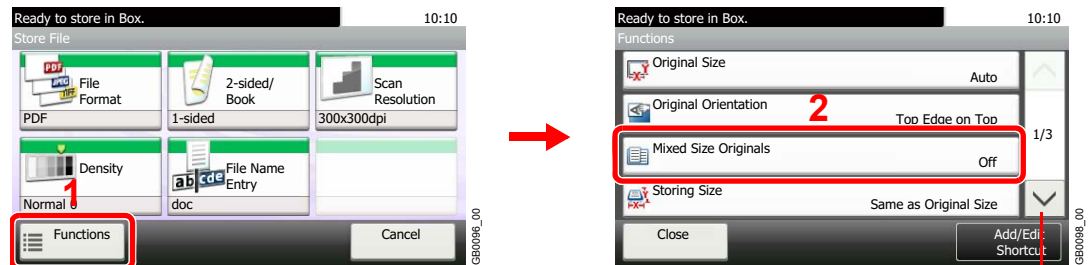 Ready to store in Box. 10:10
Store File
PDF
JPEG
TIFF
File
Format
PDF
2-sided/
Book
1-sided
Scan
Resolution
300x300dpi
Density
Normal 0
1
ab cde
File Name
Entry
doc
Functions
Cancel
GB0096_00
Ready to store in Box. 10:10
Functions
Original Size
Auto
Original Orientation
Top Edge on Top
2
Mixed Size Originals
Off
Storing Size
Same as Original Size
1/3
Close
Add/Edit
Shortcut
GB0098_00